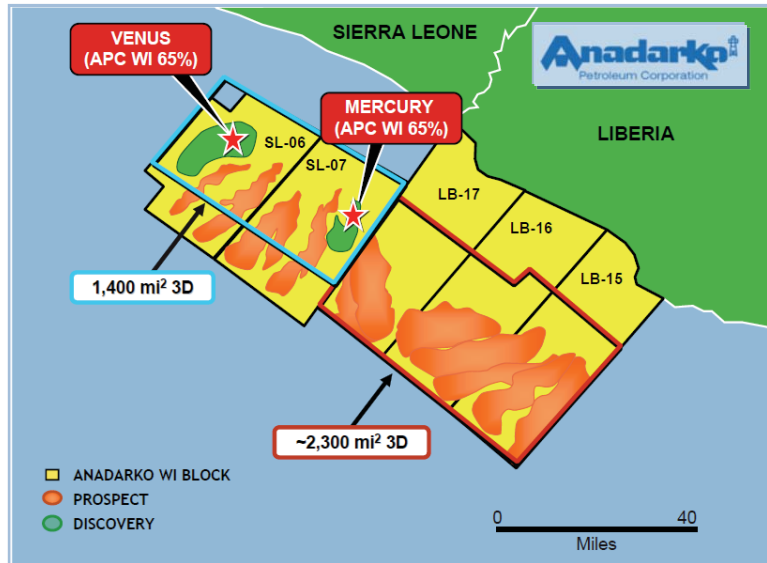 VENUS
(APC WI 65%)
SIERRA LEONE
Anadarko
Petroleum Corporation
MERCURY
(APC WI 65%)
LIBERIA
SL-06
SL-07
LB-17
LB-16
LB-15
1,400 mi² 3D
~2,300 mi² 3D
ANADARKO WI BLOCK
PROSPECT
DISCOVERY
0 40
Miles